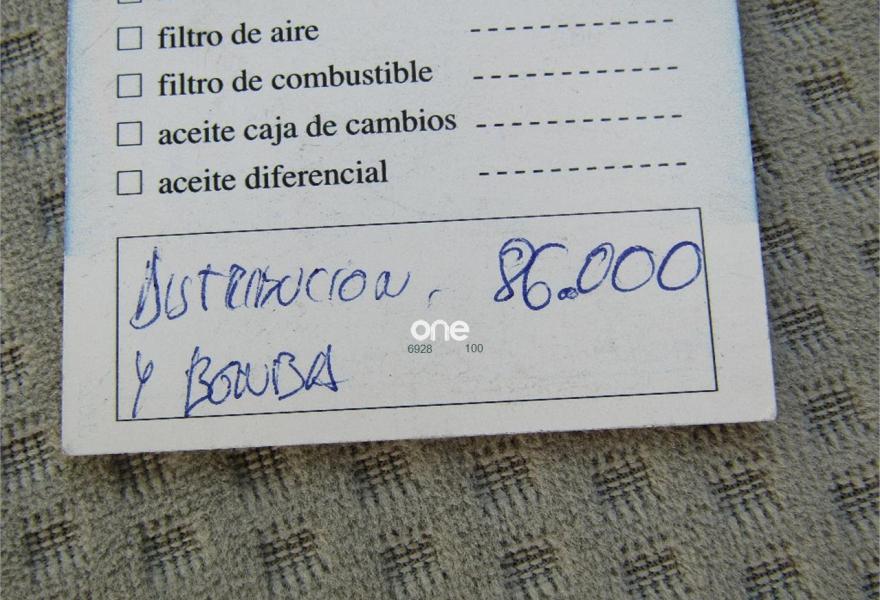 ☐ filtro de aire -----------------
☐ filtro de combustible -----------------
☐ aceite caja de cambios -----------------
☐ aceite diferencial -----------------
DISTRIBUCION. 86.000
Y BOMBA
one
6928 100